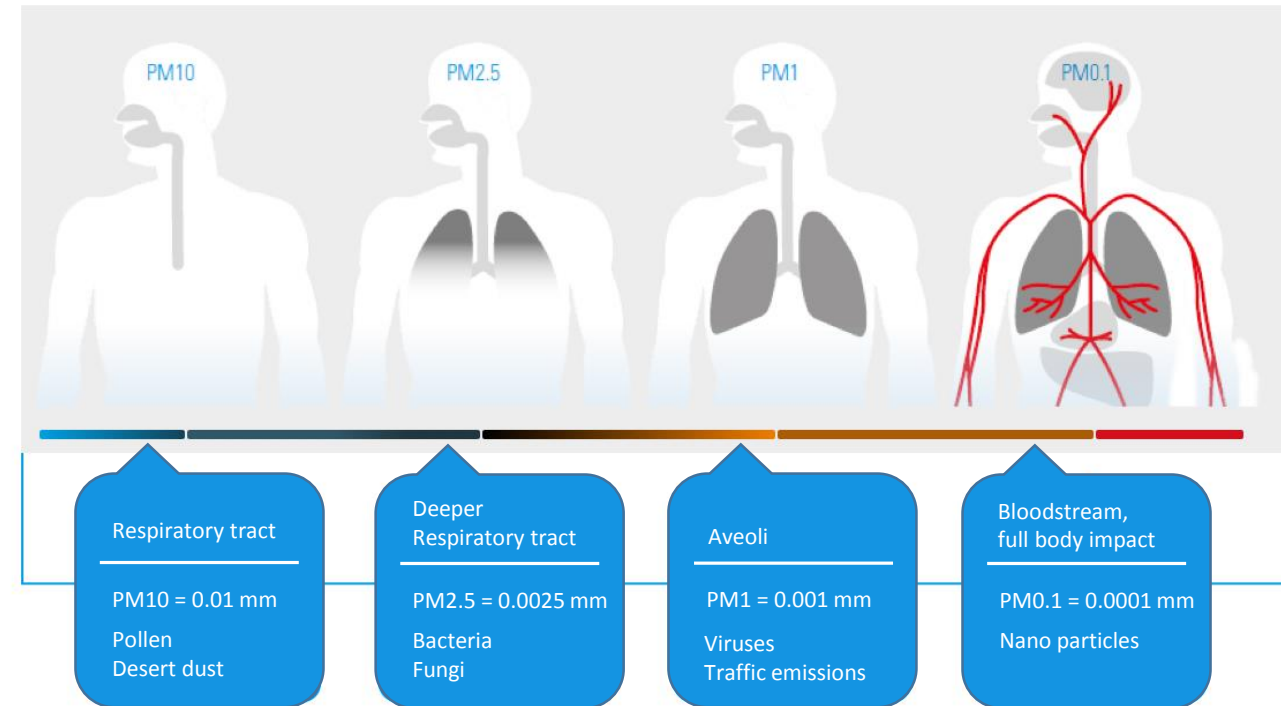 PM10
PM2.5
PM1
PM0.1
Respiratory tract
PM10 = 0.01 mm
Pollen
Desert dust
Deeper
Respiratory tract
PM2.5 = 0.0025 mm
Bacteria
Fungi
Aveoli
PM1 = 0.001 mm
Viruses
Traffic emissions
Bloodstream,
full body impact
PM0.1 = 0.0001 mm
Nano particles